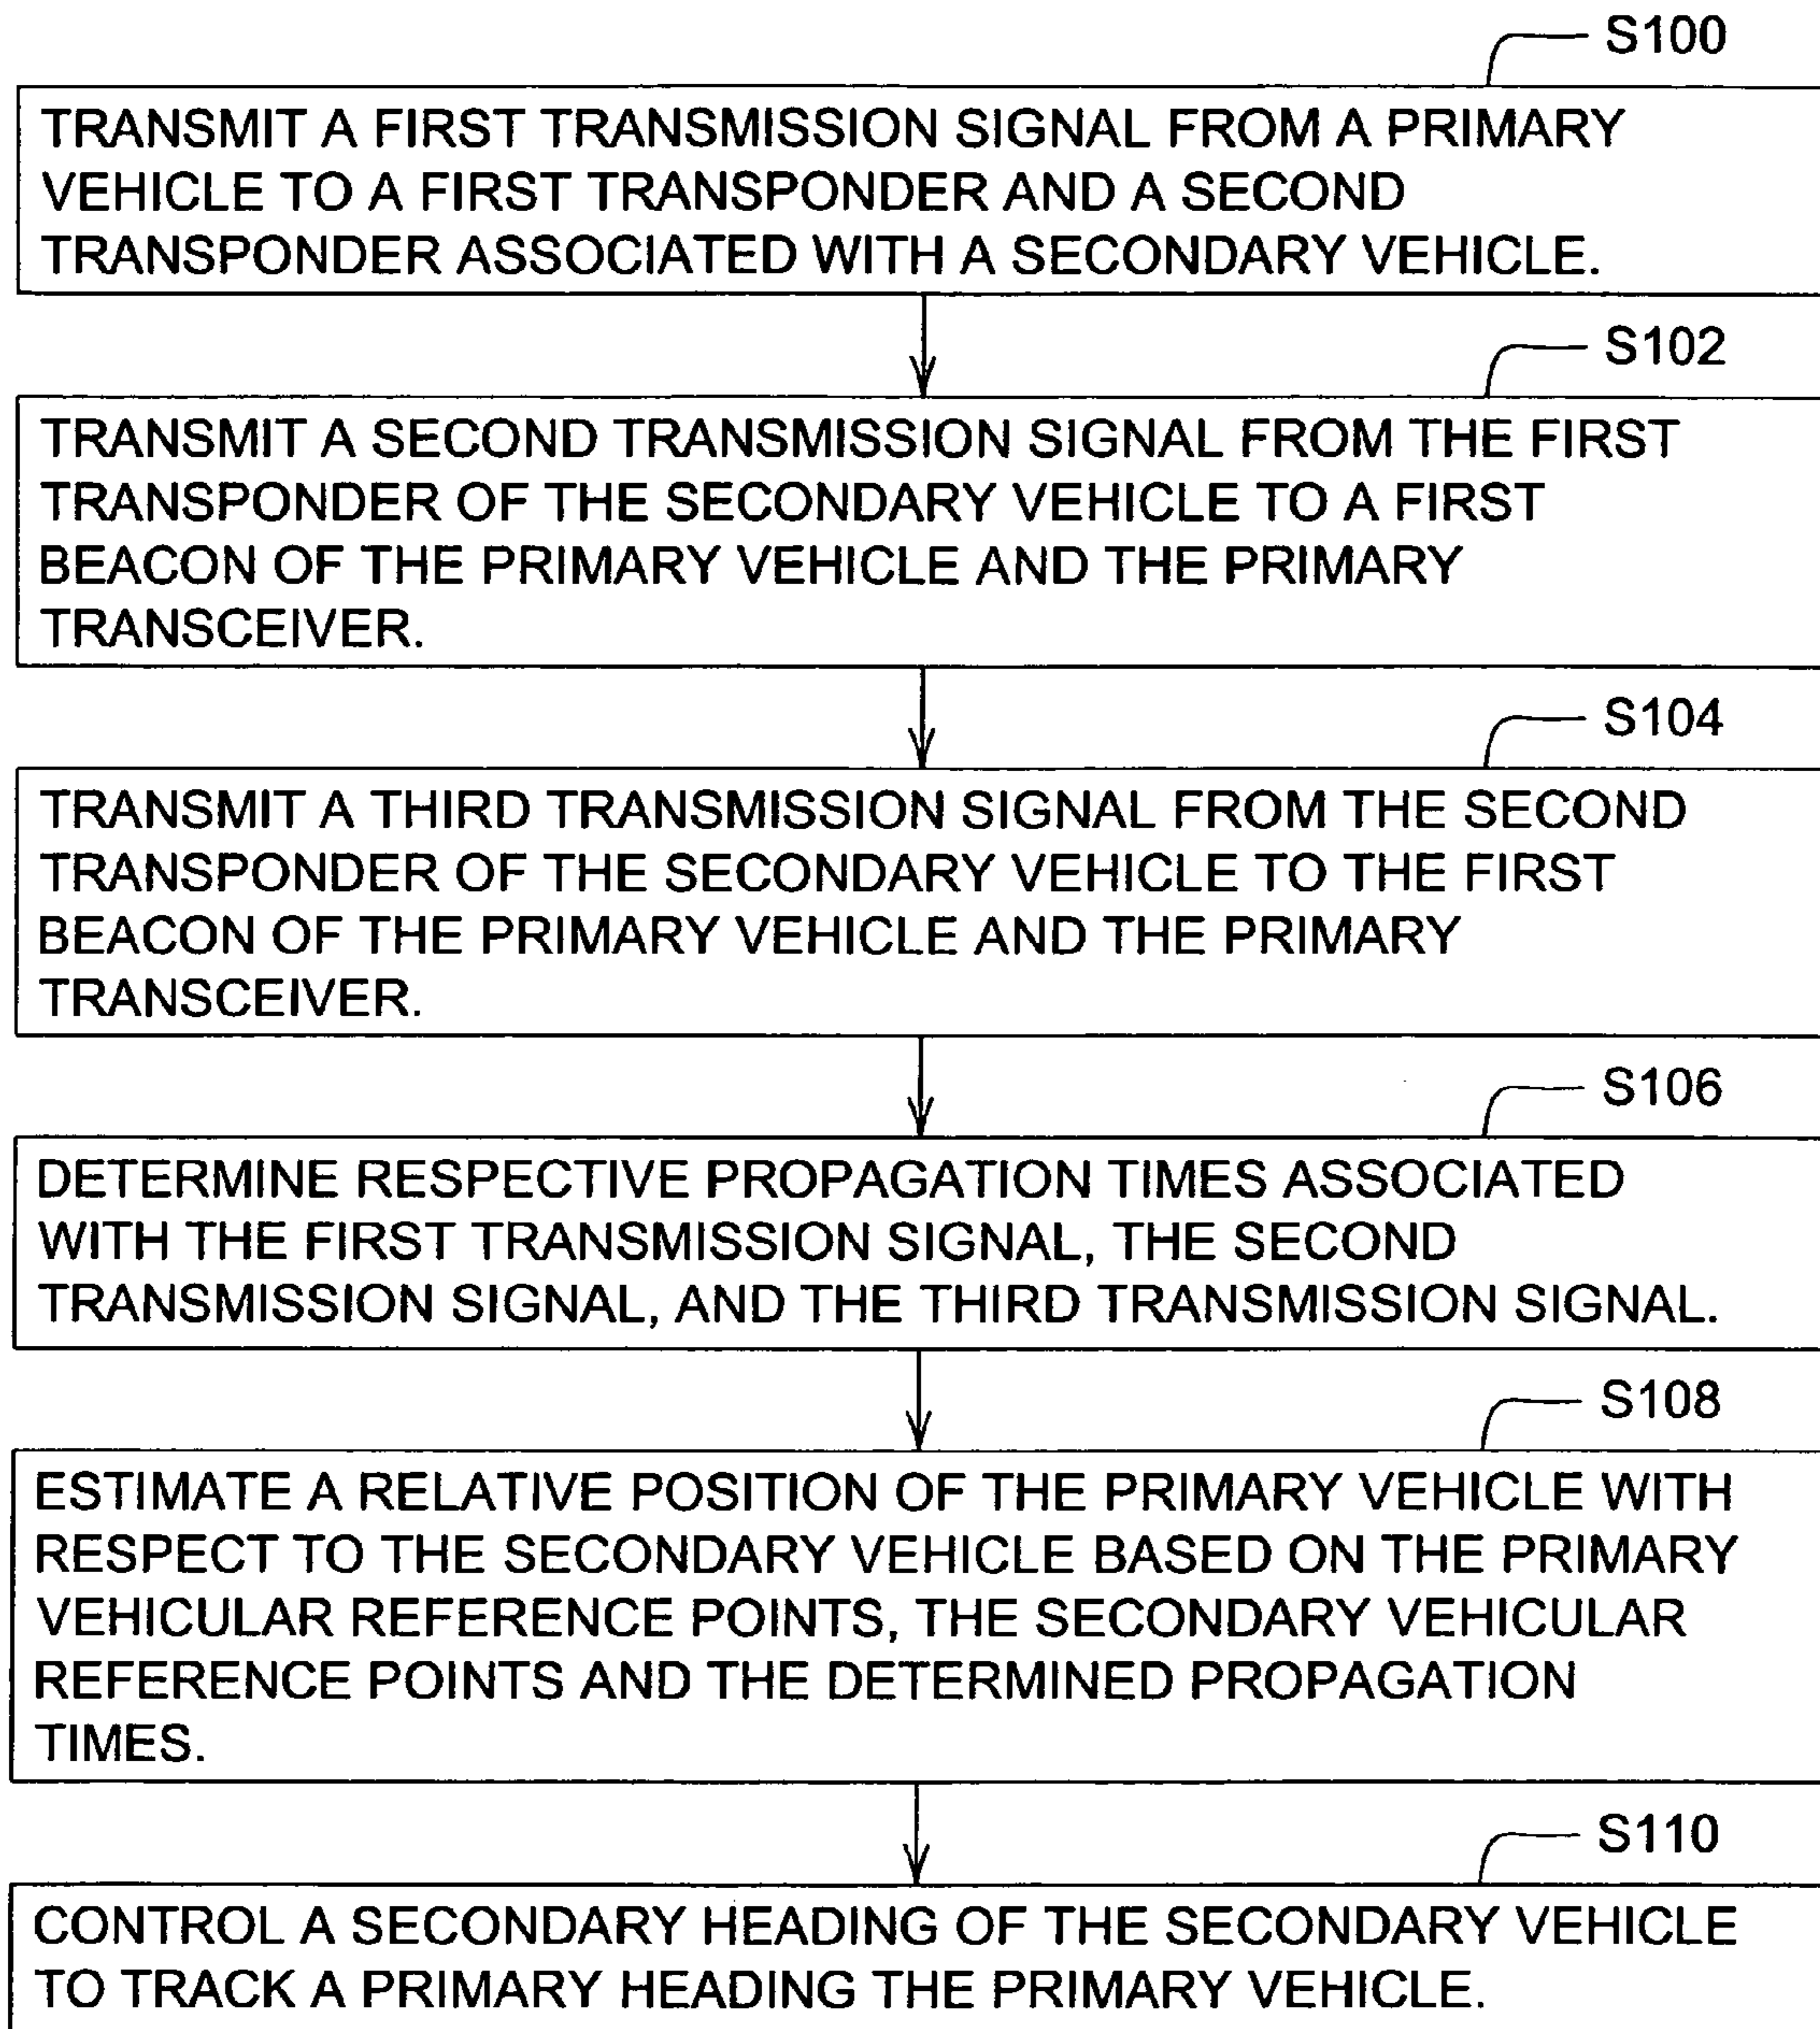 S100
TRANSMIT A FIRST TRANSMISSION SIGNAL FROM A PRIMARY
VEHICLE TO A FIRST TRANSPONDER AND A SECOND
TRANSPONDER ASSOCIATED WITH A SECONDARY VEHICLE.
S102
TRANSMIT A SECOND TRANSMISSION SIGNAL FROM THE FIRST
TRANSPONDER OF THE SECONDARY VEHICLE TO A FIRST
BEACON OF THE PRIMARY VEHICLE AND THE PRIMARY
TRANSCEIVER.
S104
TRANSMIT A THIRD TRANSMISSION SIGNAL FROM THE SECOND
TRANSPONDER OF THE SECONDARY VEHICLE TO THE FIRST
BEACON OF THE PRIMARY VEHICLE AND THE PRIMARY
TRANSCEIVER.
S106
DETERMINE RESPECTIVE PROPAGATION TIMES ASSOCIATED
WITH THE FIRST TRANSMISSION SIGNAL, THE SECOND
TRANSMISSION SIGNAL, AND THE THIRD TRANSMISSION SIGNAL.
S108
ESTIMATE A RELATIVE POSITION OF THE PRIMARY VEHICLE WITH
RESPECT TO THE SECONDARY VEHICLE BASED ON THE PRIMARY
VEHICULAR REFERENCE POINTS, THE SECONDARY VEHICULAR
REFERENCE POINTS AND THE DETERMINED PROPAGATION
TIMES.
S110
CONTROL A SECONDARY HEADING OF THE SECONDARY VEHICLE
TO TRACK A PRIMARY HEADING THE PRIMARY VEHICLE.